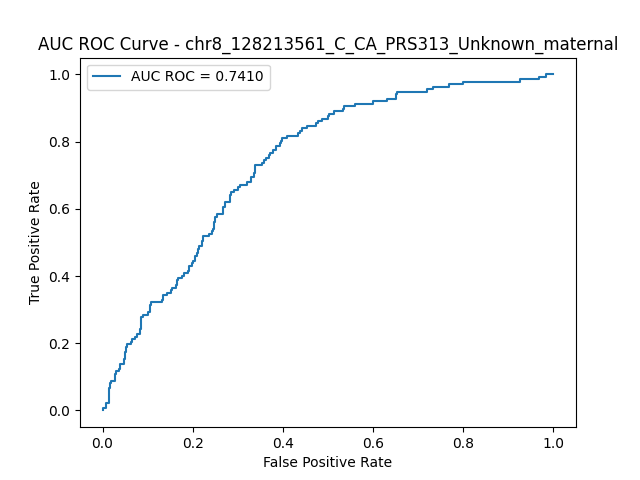 AUC ROC Curve - chr8_128213561_C_CA_PRS313_Unknown_maternal
AUC ROC = 0.7410
1.0
0.8
0.6
0.4
0.2
0.0
True Positive Rate
0.0 0.2 0.4 0.6 0.8 1.0
False Positive Rate